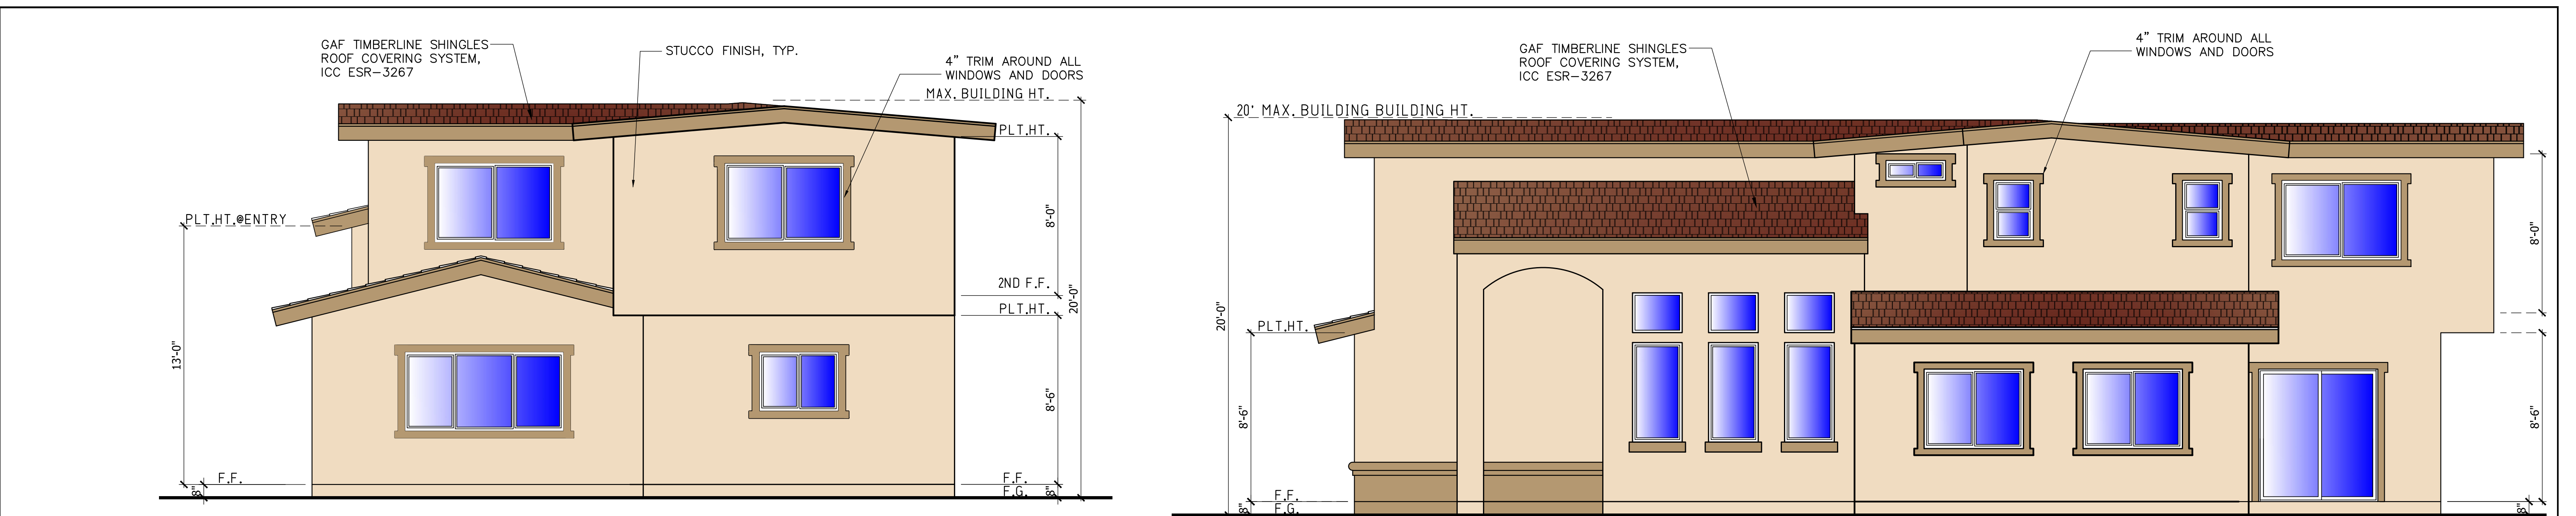 GAF TIMBERLINE SHINGLES
ROOF COVERING SYSTEM,
ICC ESR-3267
STUCCO FINISH, TYP.
4" TRIM AROUND ALL
WINDOWS AND DOORS
MAX. BUILDING HT.
PLT.HT.
PLT.HT.@ENTRY
8'-0"
2ND F.F.
PLT.HT.
20'-0"
13'-0"
8'-6"
F.F.
8"
F.F.
F.G.
8"
GAF TIMBERLINE SHINGLES
ROOF COVERING SYSTEM,
ICC ESR-3267
4" TRIM AROUND ALL
WINDOWS AND DOORS
20' MAX. BUILDING BUILDING HT.
8'-0"
20'-0"
PLT.HT.
8'-6"
8'-6"
F.F.
F.G.
8"
8"